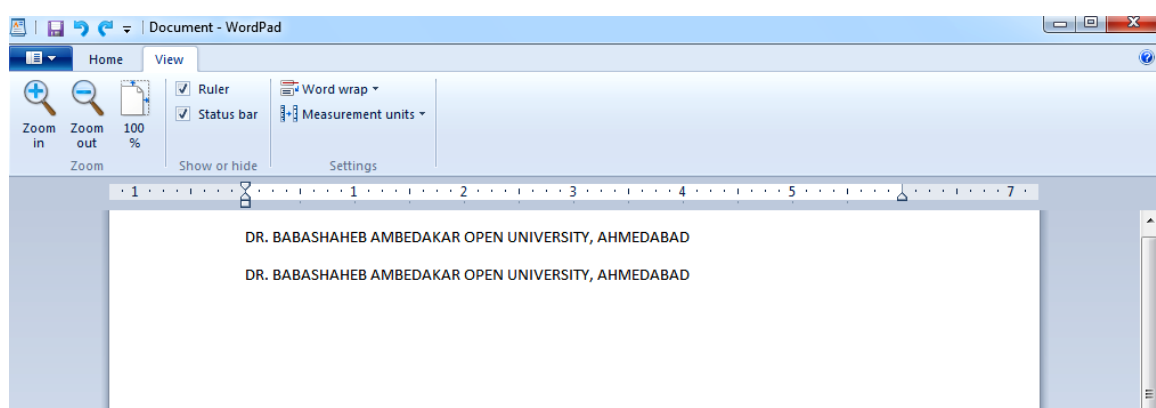 Document - WordPad
Home View
Zoom in
Zoom out
100 %
Ruler
Status bar
Word wrap
Measurement units
Zoom
Show or hide
Settings
1 1 2 3 4 5 7
DR. BABASHAHEB AMBEDAKAR OPEN UNIVERSITY, AHMEDABAD
DR. BABASHAHEB AMBEDAKAR OPEN UNIVERSITY, AHMEDABAD